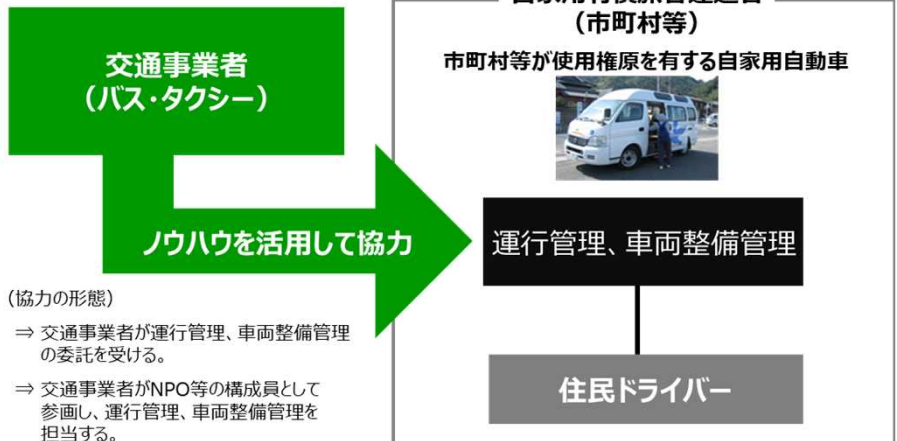 交通事業者
（バス・タクシー）
ノウハウを活用して協力
（協力の形態）
⇒ 交通事業者が運行管理、車両整備管理
の委託を受ける。
⇒ 交通事業者がNPO等の構成員として
参画し、運行管理、車両整備管理を
担当する。
（市町村等）
市町村等が使用権原を有する自家用自動車
運行管理、車両整備管理
住民ドライバー